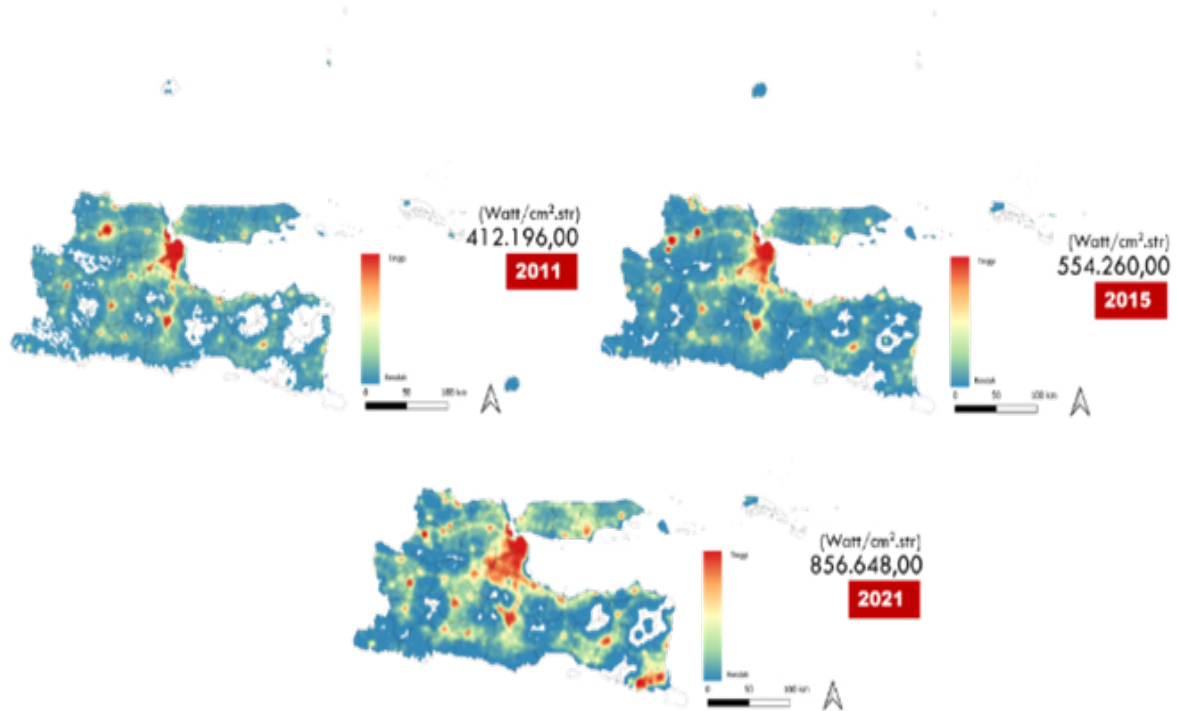 (Watt/cm².str)
412.196,00
2011
Tinggi
Rendah
0 50 100 km
(Watt/cm².str)
554.260,00
2015
Tinggi
Rendah
0 50 100 km
(Watt/cm².str)
856.648,00
2021
Tinggi
Rendah
0 50 100 km